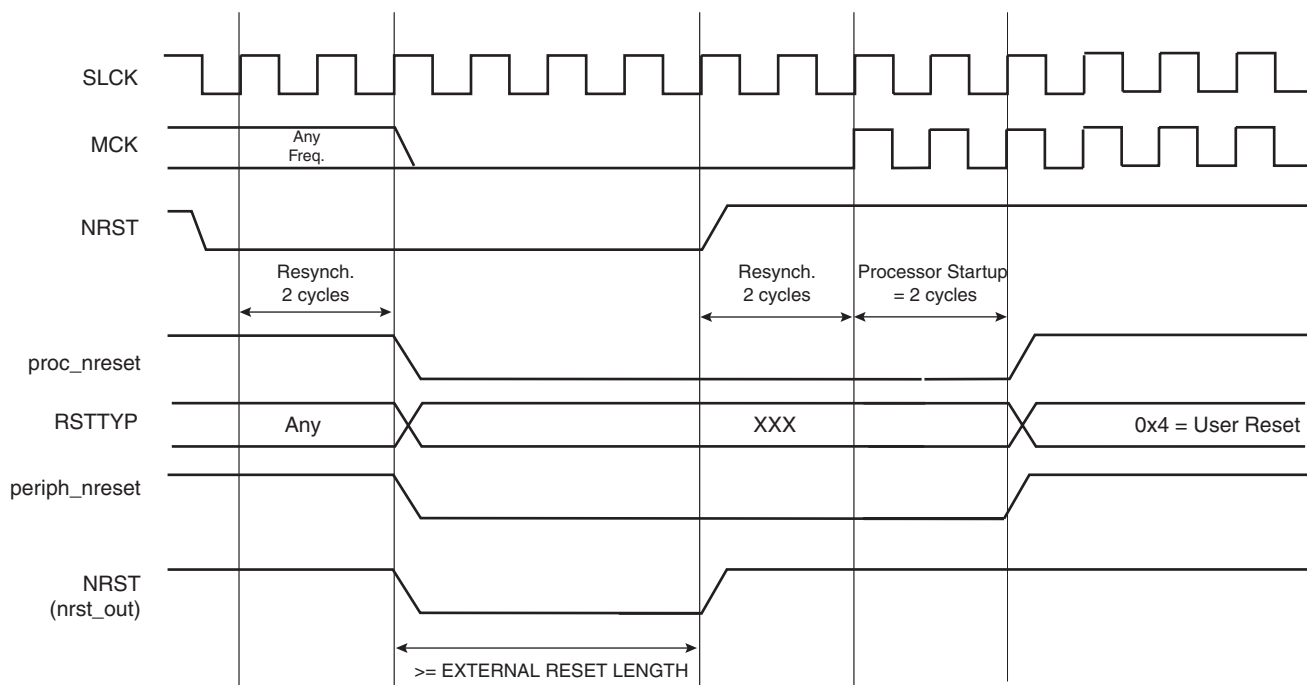 SLCK
MCK
Any
Freq.
NRST
Resynch.
2 cycles
Resynch.
2 cycles
Processor Startup
= 2 cycles
proc_nreset
RSTTYP
Any
XXX
0x4 = User Reset
periph_nreset
NRST
(nrst_out)
>= EXTERNAL RESET LENGTH